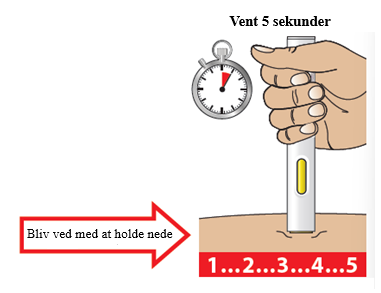 Vent 5 sekunder
Bliv ved med at holde nede
1...2...3...4...5